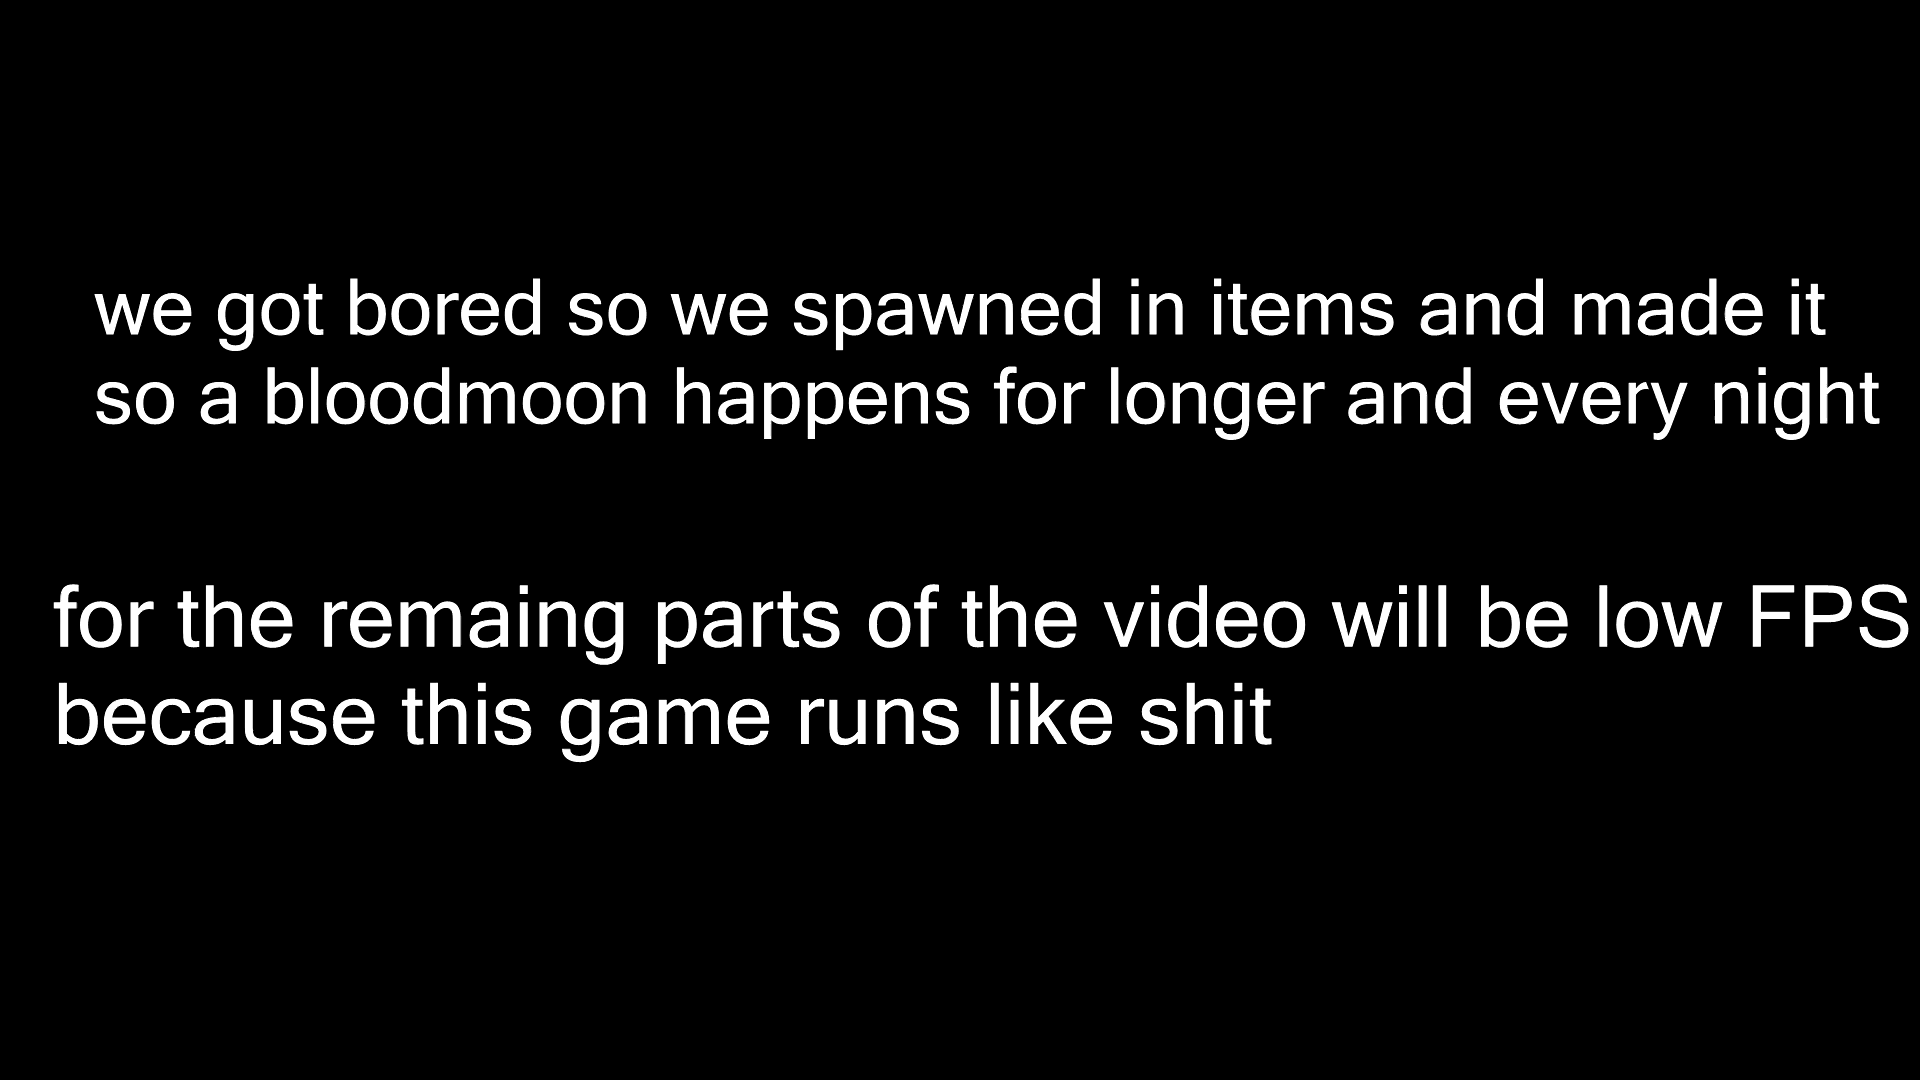 we got bored so we spawned in items and made it
so a bloodmoon happens for longer and every night
for the remaing parts of the video will be low FPS
because this game runs like shit